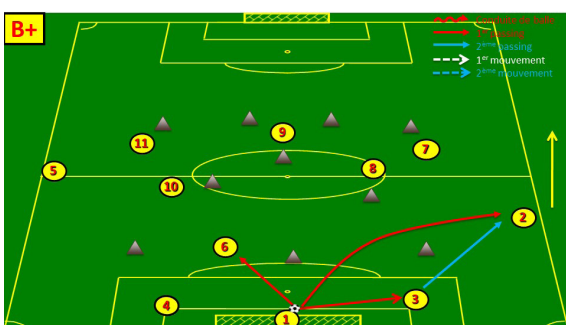 B+
Conduite de balle
1er passing
2ème passing
1er mouvement
2ème mouvement
9
11
7
5
8
10
2
6
3
4
1